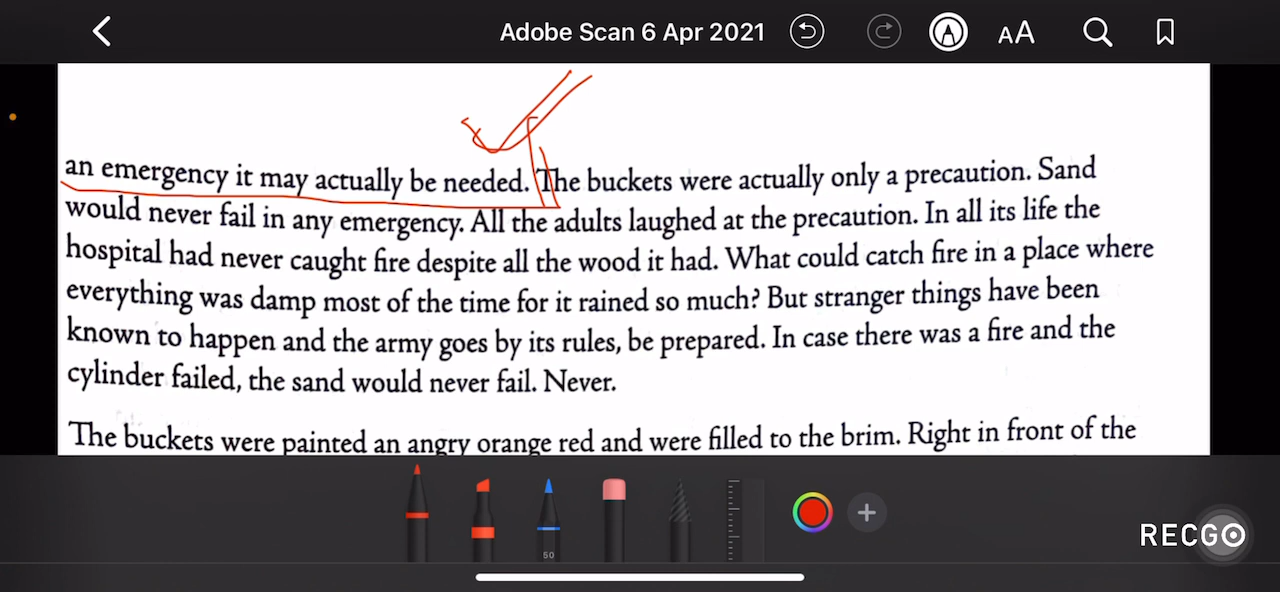 Adobe Scan 6 Apr 2021
AA
an emergency it may actually be needed. The buckets were actually only a precaution. Sand
would never fail in any emergency. All the adults laughed at the precaution. In all its life the
hospital had never caught fire despite all the wood it had. What could catch fire in a place where
everything was damp most of the time for it rained so much? But stranger things have been
known to happen and the army goes by its rules, be prepared. In case there was a fire and the
cylinder failed, the sand would never fail. Never.
The buckets were painted an angry orange red and were filled to the brim. Right in front of the
50
RECGO